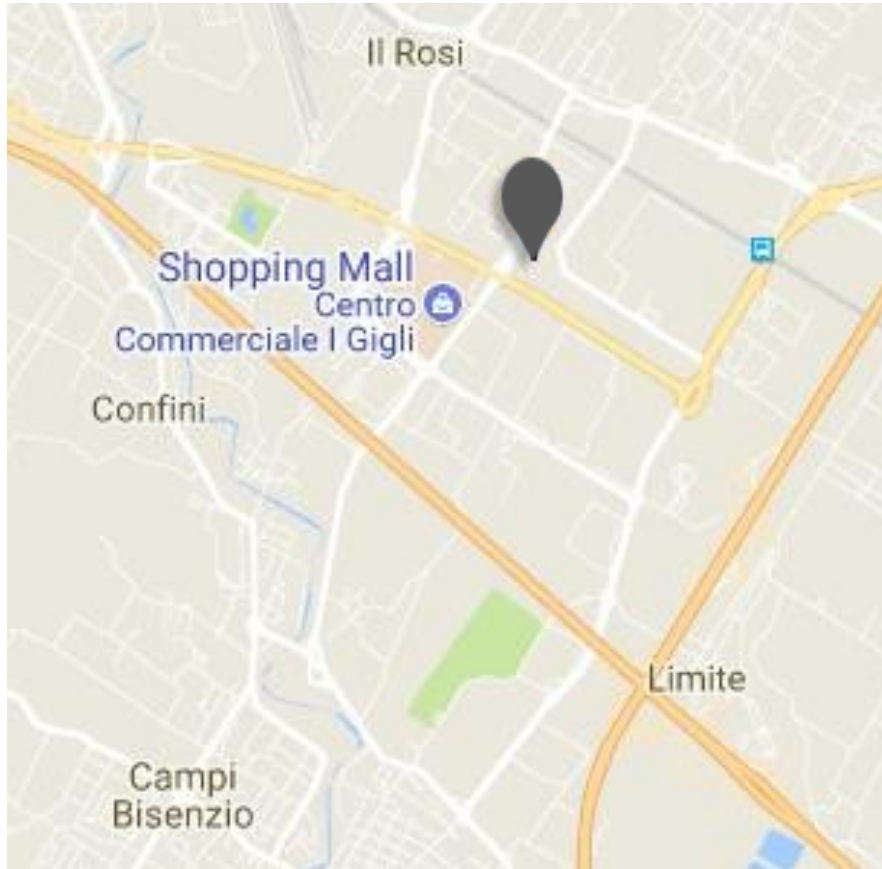 Il Rosi
Shopping Mall
Centro
Commerciale I Gigli
Confini
Limite
Campi
Bisenzio